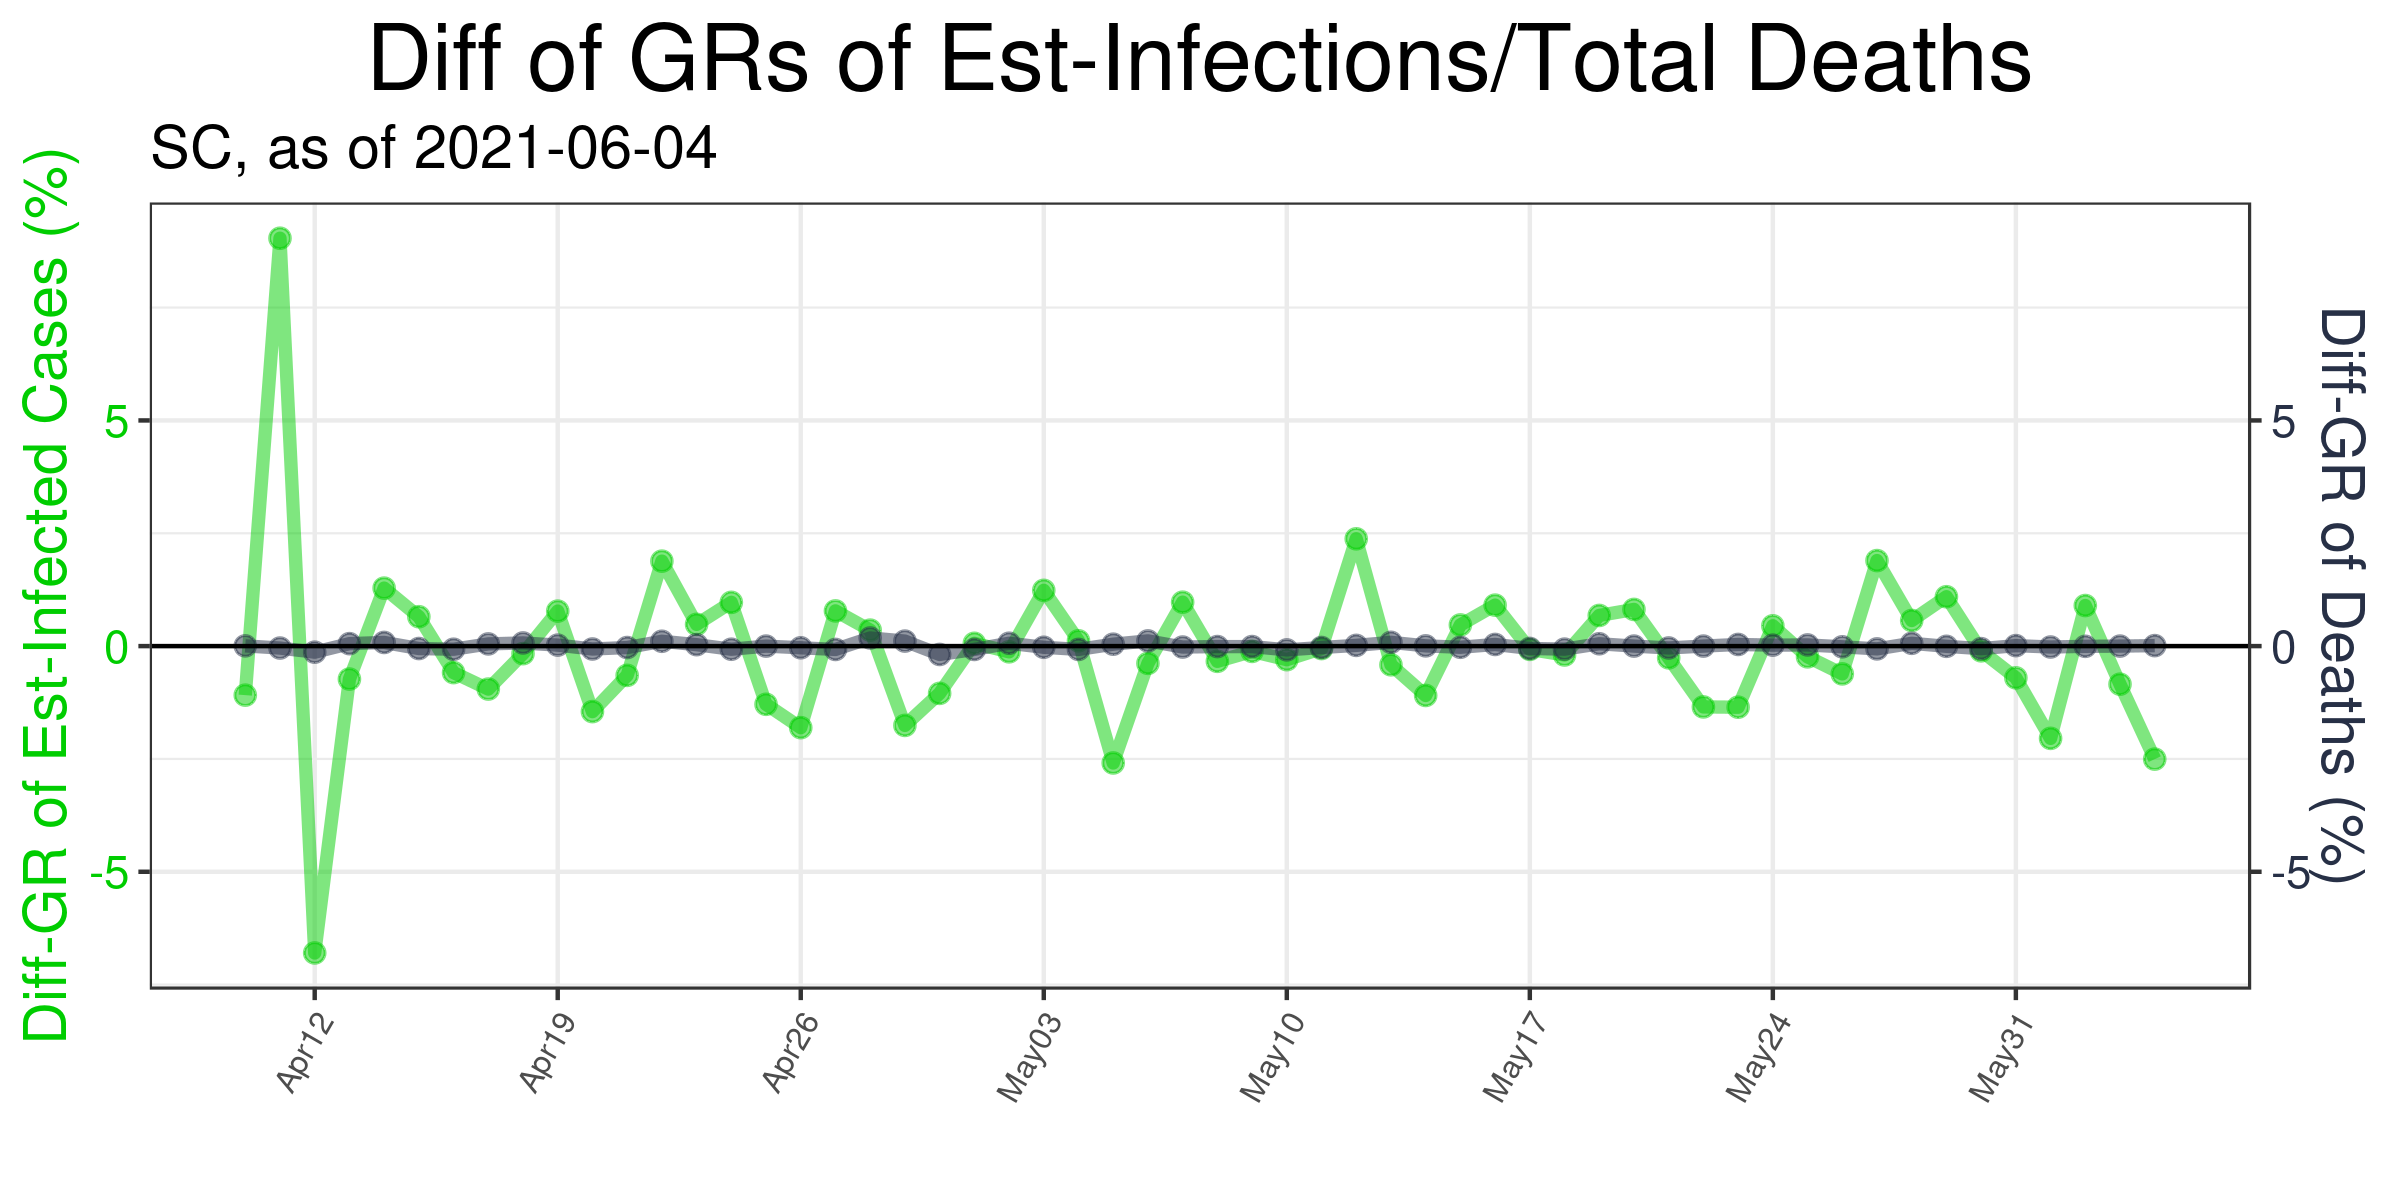 Diff of GRs of Est-Infections/Total Deaths
SC, as of 2021-06-04
Diff-GR of Est-Infected Cases (%)
5
0
-5
5
0
-5
Diff-GR of Deaths (%)
Apr12
Apr19
Apr26
May03
May10
May17
May24
May31